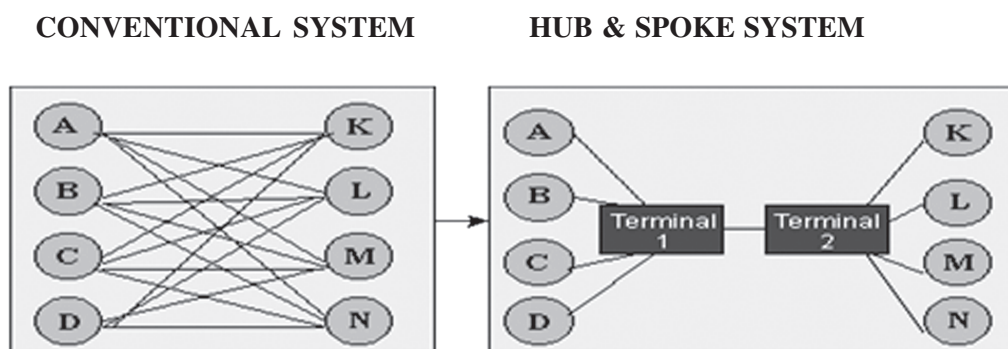 CONVENTIONAL SYSTEM
HUB & SPOKE SYSTEM
A
K
B
L
C
M
D
N
A
K
B
L
Terminal
1
Terminal
2
C
M
D
N